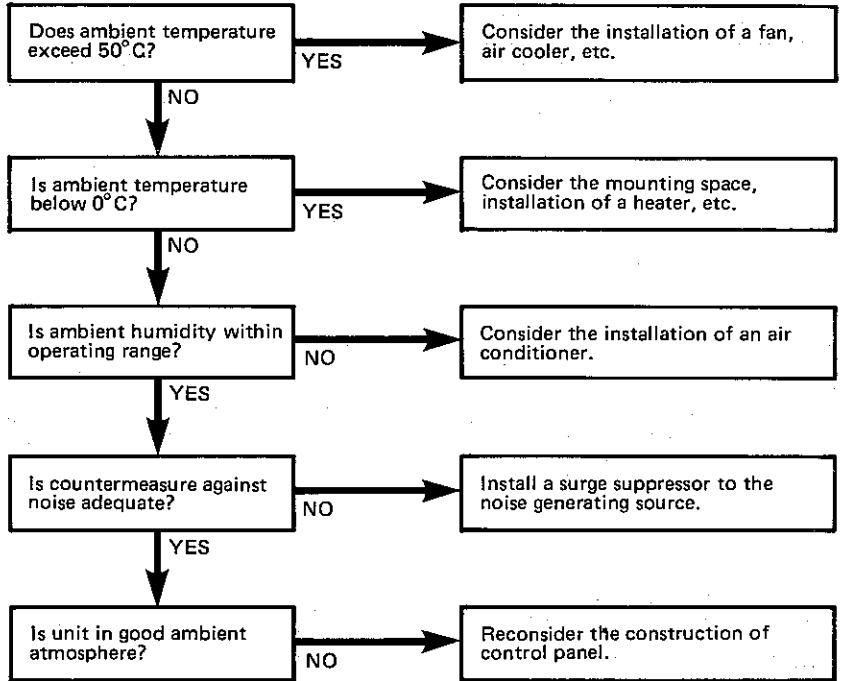 Does ambient temperature
exceed 50°C?
YES
Consider the installation of a fan,
air cooler, etc.
NO
Is ambient temperature
below 0°C?
YES
Consider the mounting space,
installation of a heater, etc.
NO
Is ambient humidity within
operating range?
NO
Consider the installation of an air
conditioner.
YES
Is countermeasure against
noise adequate?
NO
Install a surge suppressor to the
noise generating source.
YES
Is unit in good ambient
atmosphere?
NO
Reconsider the construction of
control panel.